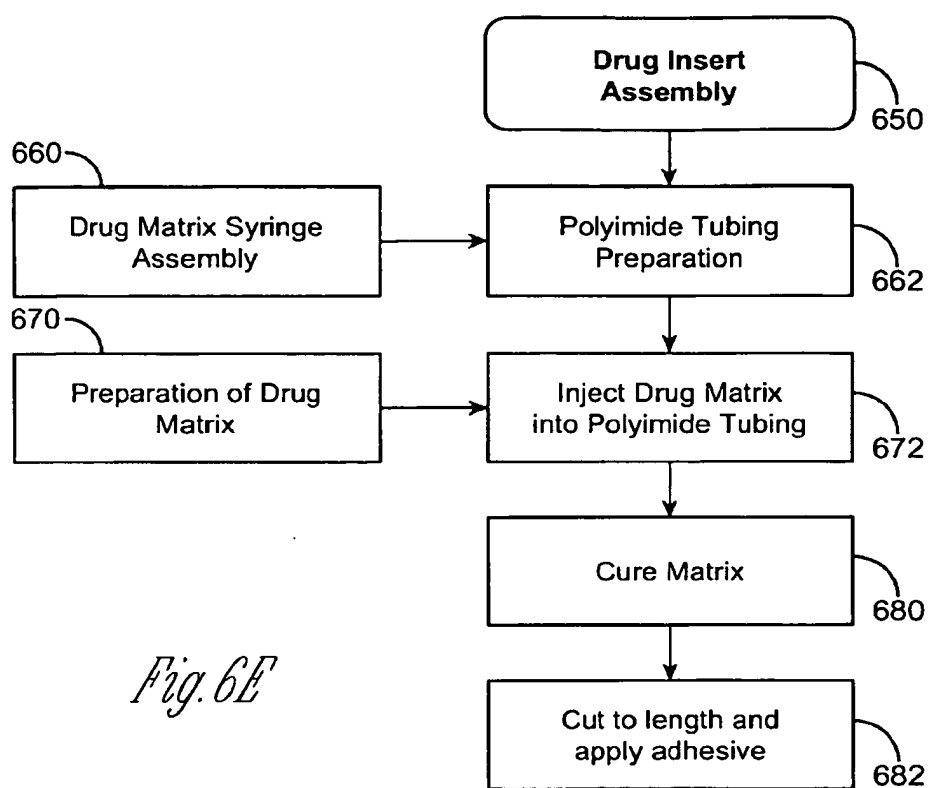 Drug Insert
Assembly
650
660
Drug Matrix Syringe
Assembly
Polyimide Tubing
Preparation
662
670
Preparation of Drug
Matrix
Inject Drug Matrix
into Polyimide Tubing
672
Cure Matrix
680
Fig. 6E
Cut to length and
apply adhesive
682